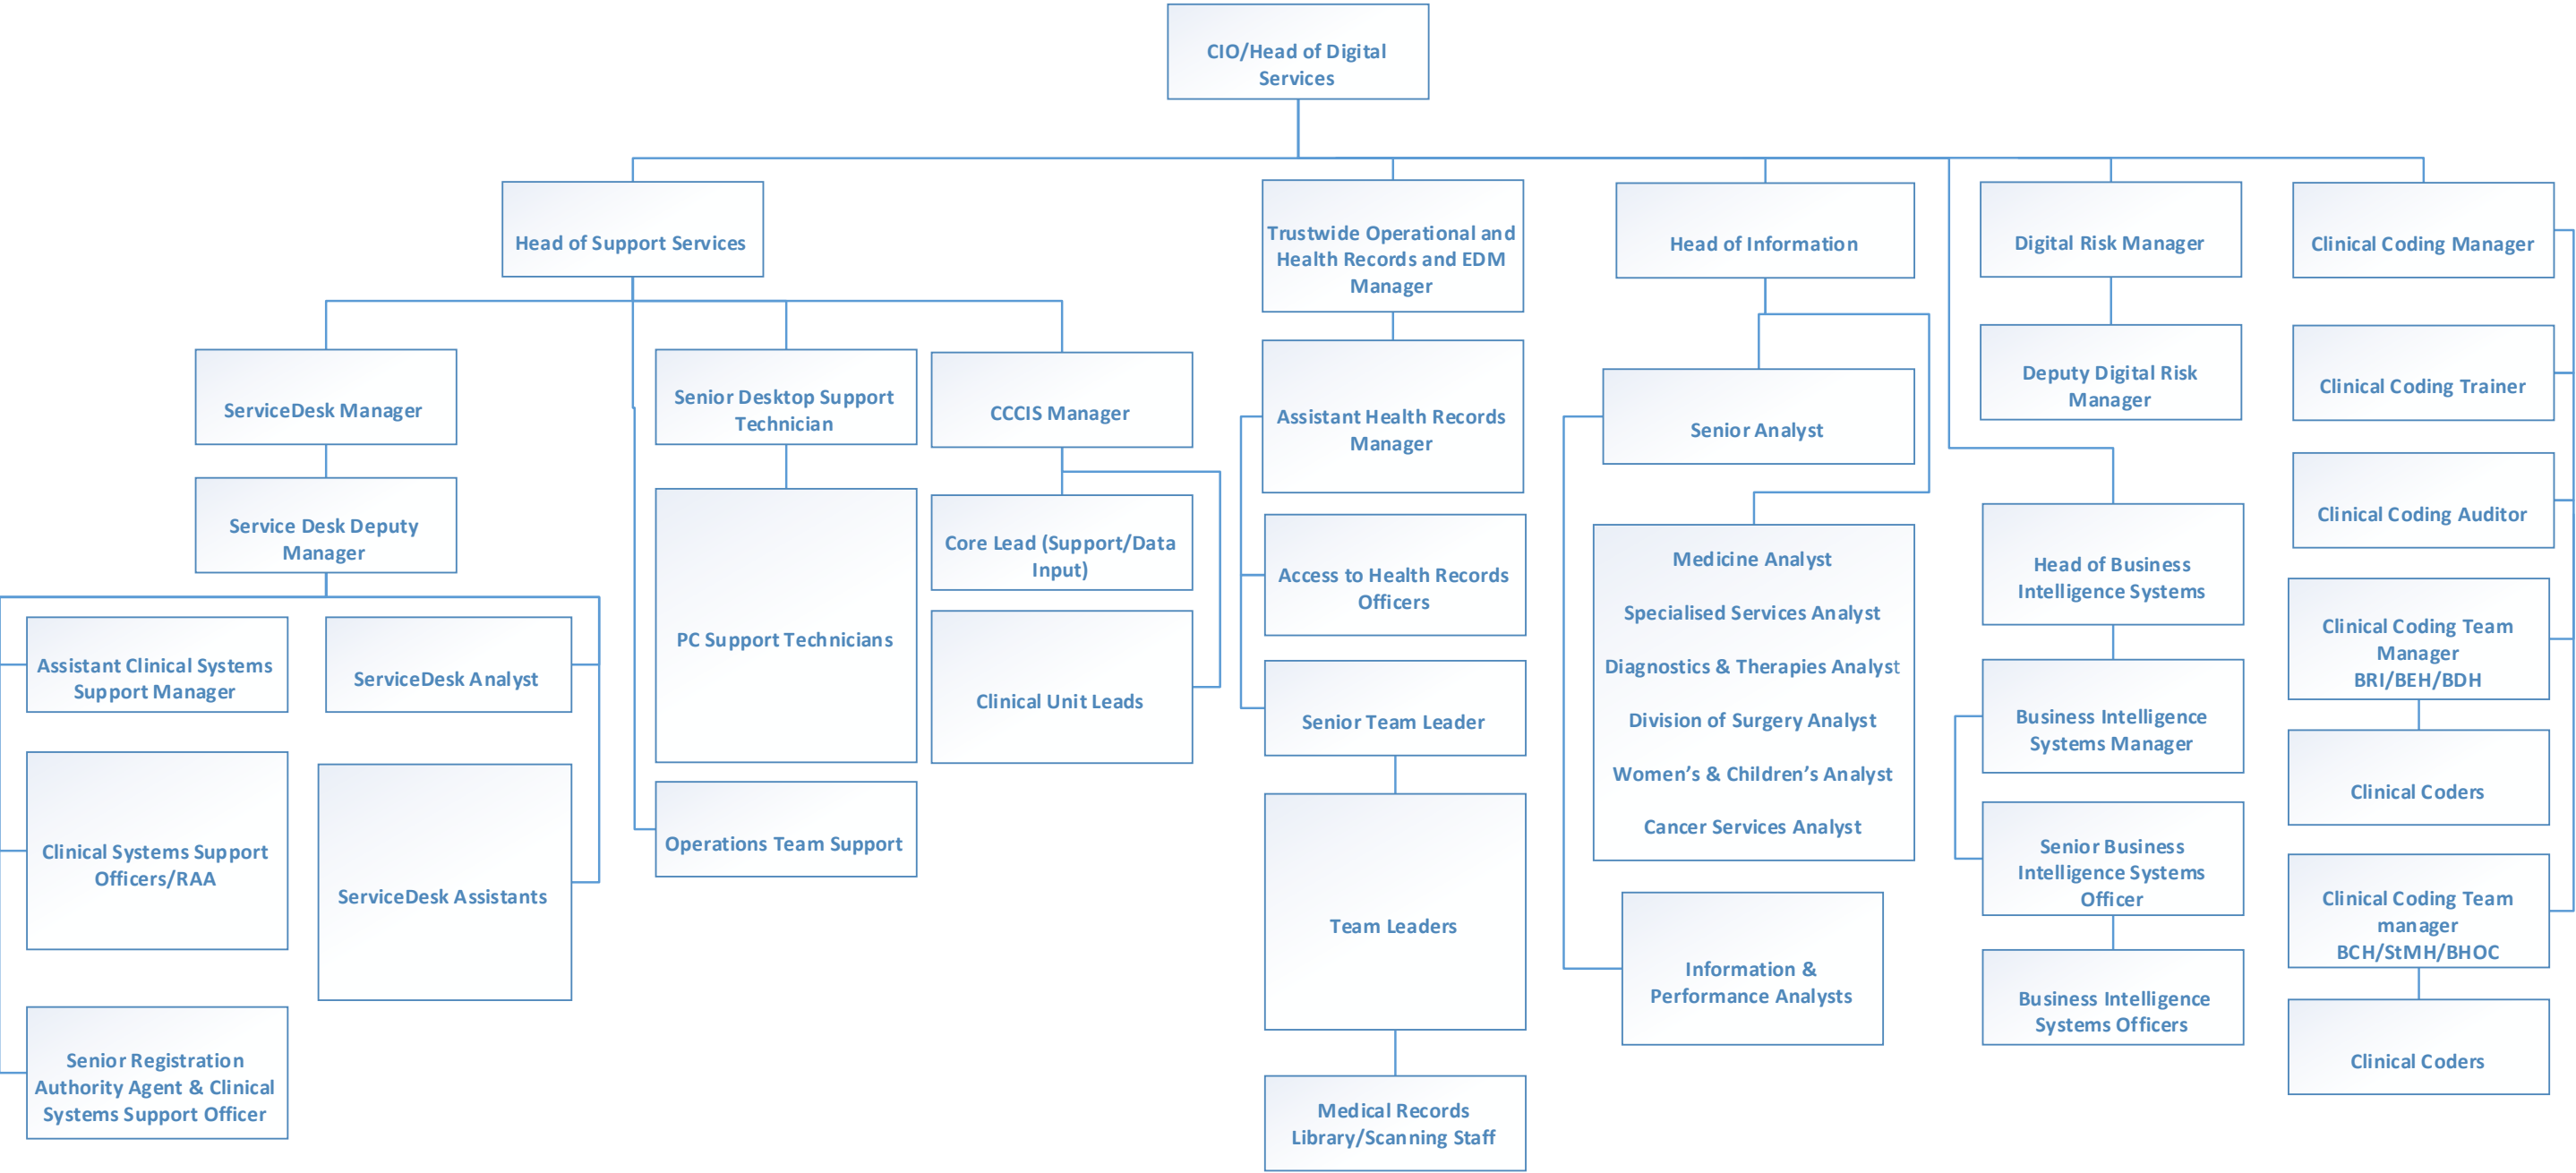 CIO/Head of Digital
Services
Head of Support Services
Trustwide Operational and
Health Records and EDM
Manager
Head of Information
Digital Risk Manager
Clinical Coding Manager
ServiceDesk Manager
Senior Desktop Support
Technician
CCCIS Manager
Assistant Health Records
Manager
Senior Analyst
Deputy Digital Risk
Manager
Clinical Coding Trainer
Service Desk Deputy
Manager
PC Support Technicians
Core Lead (Support/Data
Input)
Access to Health Records
Officers
Medicine Analyst
Specialised Services Analyst
Diagnostics & Therapies Analyst
Division of Surgery Analyst
Women’s & Children’s Analyst
Cancer Services Analyst
Head of Business
Intelligence Systems
Clinical Coding Auditor
Assistant Clinical Systems
Support Manager
ServiceDesk Analyst
Clinical Unit Leads
Senior Team Leader
Business Intelligence
Systems Manager
Clinical Coding Team
Manager
BRI/BEH/BDH
Clinical Systems Support
Officers/RAA
ServiceDesk Assistants
Operations Team Support
Team Leaders
Information &
Performance Analysts
Senior Business
Intelligence Systems
Officer
Clinical Coders
Clinical Coding Team
manager
BCH/StMH/BHOC
Senior Registration
Authority Agent & Clinical
Systems Support Officer
Medical Records
Library/Scanning Staff
Business Intelligence
Systems Officers
Clinical Coders